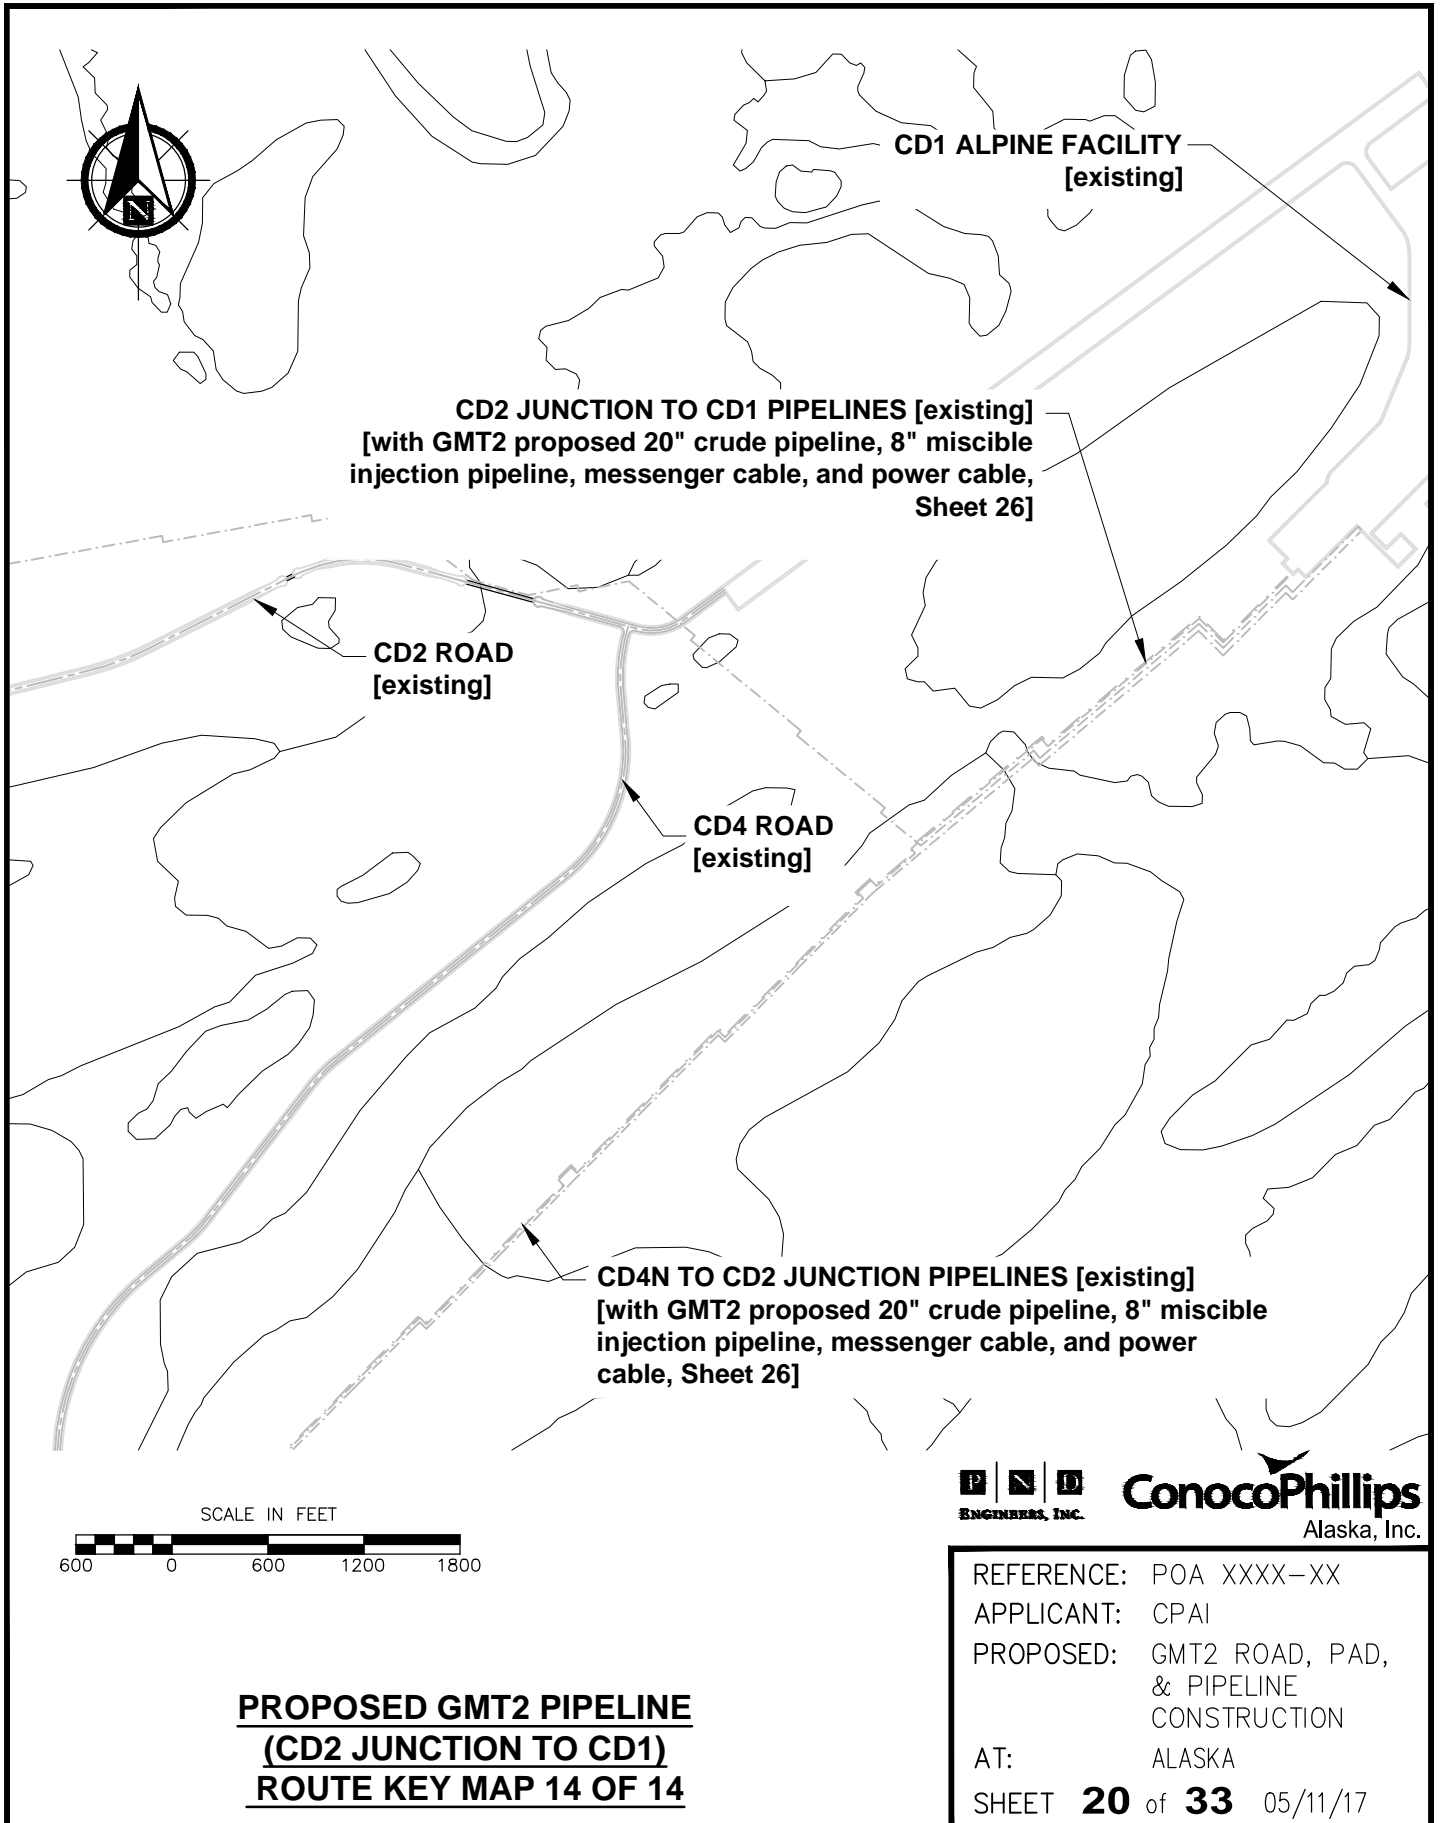 N
CD1 ALPINE FACILITY
[existing]
CD2 JUNCTION TO CD1 PIPELINES [existing]
[with GMT2 proposed 20" crude pipeline, 8" miscible
injection pipeline, messenger cable, and power cable,
Sheet 26]
CD2 ROAD
[existing]
CD4 ROAD
[existing]
CD4N TO CD2 JUNCTION PIPELINES [existing]
[with GMT2 proposed 20" crude pipeline, 8" miscible
injection pipeline, messenger cable, and power
cable, Sheet 26]
SCALE IN FEET
600 0 600 1200 1800
P N D
ENGINEERS, INC.
ConocoPhillips
Alaska, Inc.
REFERENCE: POA XXXX-XX
APPLICANT: CPAI
PROPOSED: GMT2 ROAD, PAD,
& PIPELINE
CONSTRUCTION
AT: ALASKA
SHEET 20 of 33 05/11/17
PROPOSED GMT2 PIPELINE
(CD2 JUNCTION TO CD1)
ROUTE KEY MAP 14 OF 14